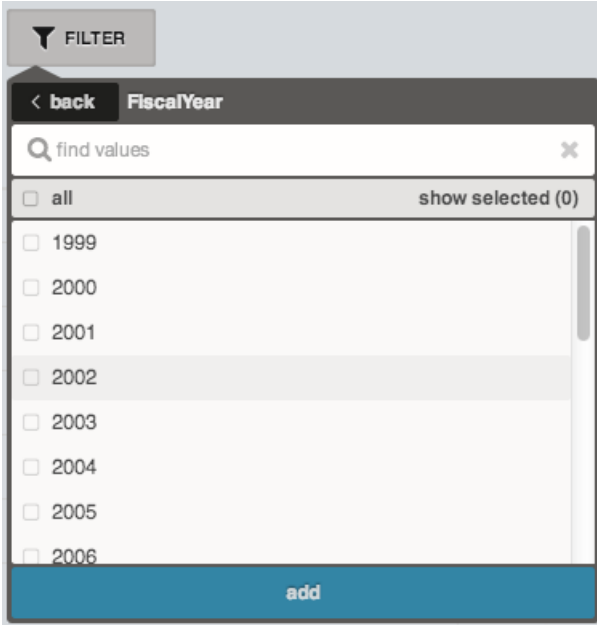 FILTER
< back FiscalYear
find values
all show selected (0)
1999
2000
2001
2002
2003
2004
2005
2006
add